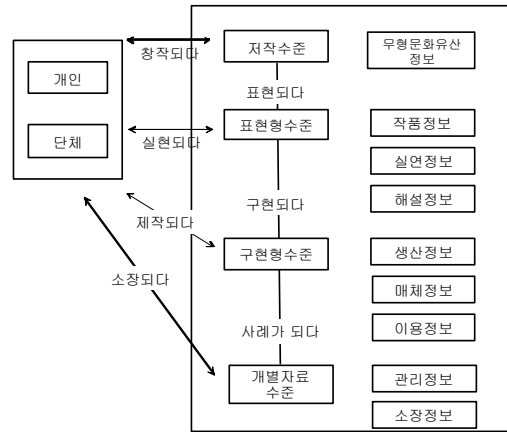 창작되다
저작수준
무형문화유산
정보
개인
표현되다
단체
실현되다
표현형수준
작품정보
실연정보
해설정보
구현되다
제작되다
구현형수준
생산정보
소장되다
매체정보
사례가 되다
이용정보
개별자료
수준
관리정보
소장정보